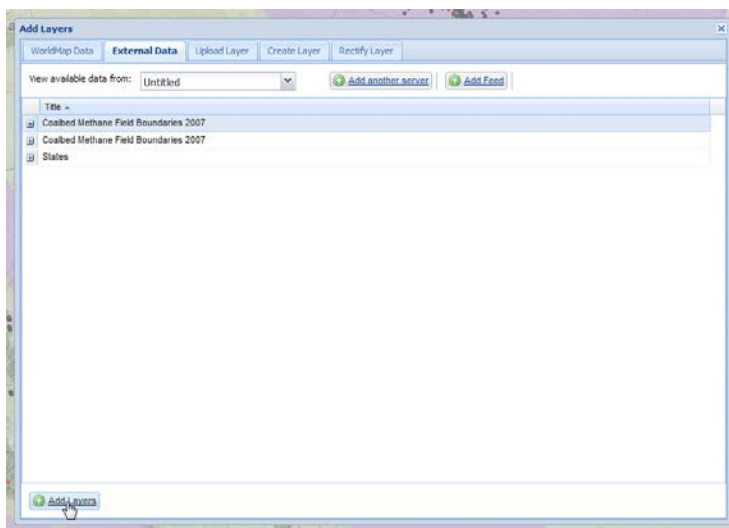 Add Layers
WorldMap Data External Data Upload Layer Create Layer Rectify Layer
View available data from: Untitled Add another server Add Feed
Title
Coalbed Methane Field Boundaries 2007
Coalbed Methane Field Boundaries 2007
States
Add Layers